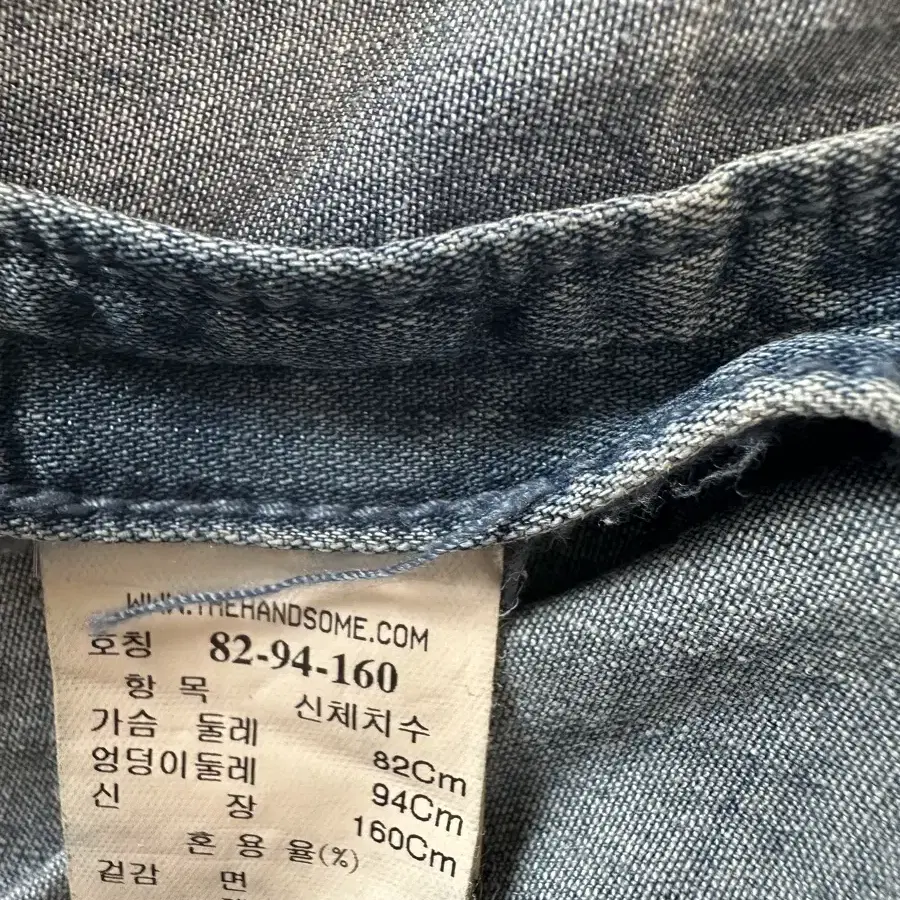 WWW.THEHANDSOME.COM
호칭 82-94-160
항 목 신체치수
가슴 둘레 82Cm
엉덩이둘레 94Cm
신 장 160Cm
혼 용 율(%)
겉감 면